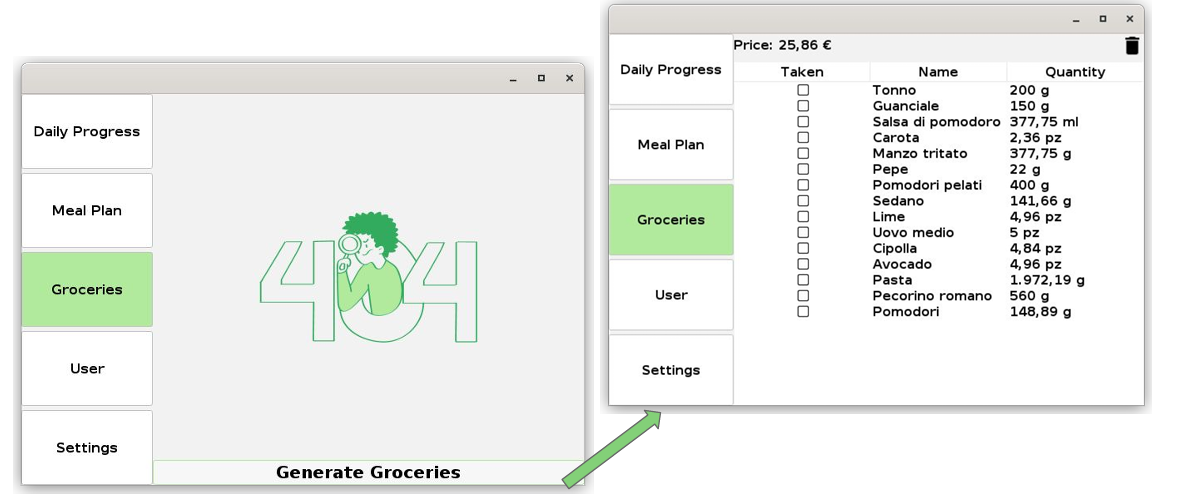 Daily Progress
Meal Plan
Groceries
User
Settings
404
Generate Groceries
Daily Progress
Meal Plan
Groceries
User
Settings
Price: 25,86 €
Taken Name Quantity
Tonno 200 g
Guanciale 150 g
Salsa di pomodoro 377,75 ml
Carota 2,36 pz
Manzo tritato 377,75 g
Pepe 22 g
Pomodori pelati 400 g
Sedano 141,66 g
Lime 4,96 pz
Uovo medio 5 pz
Cipolla 4,84 pz
Avocado 4,96 pz
Pasta 1.972,19 g
Pecorino romano 560 g
Pomodori 148,89 g